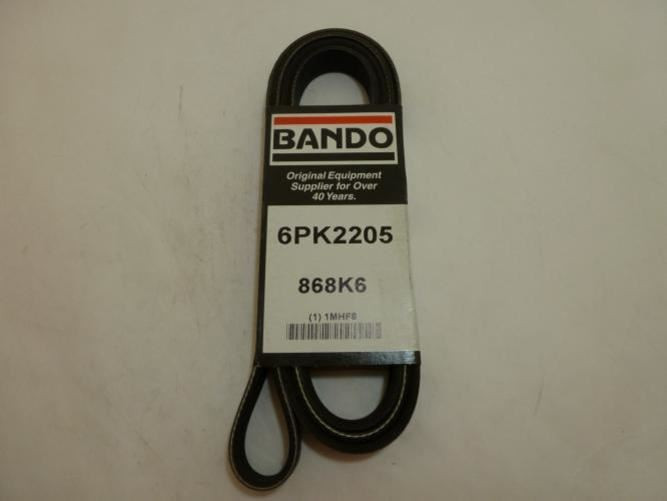 BANDO
Original Equipment
Supplier for Over
40 Years.
6PK2205
868K6
(1) 1MHF8